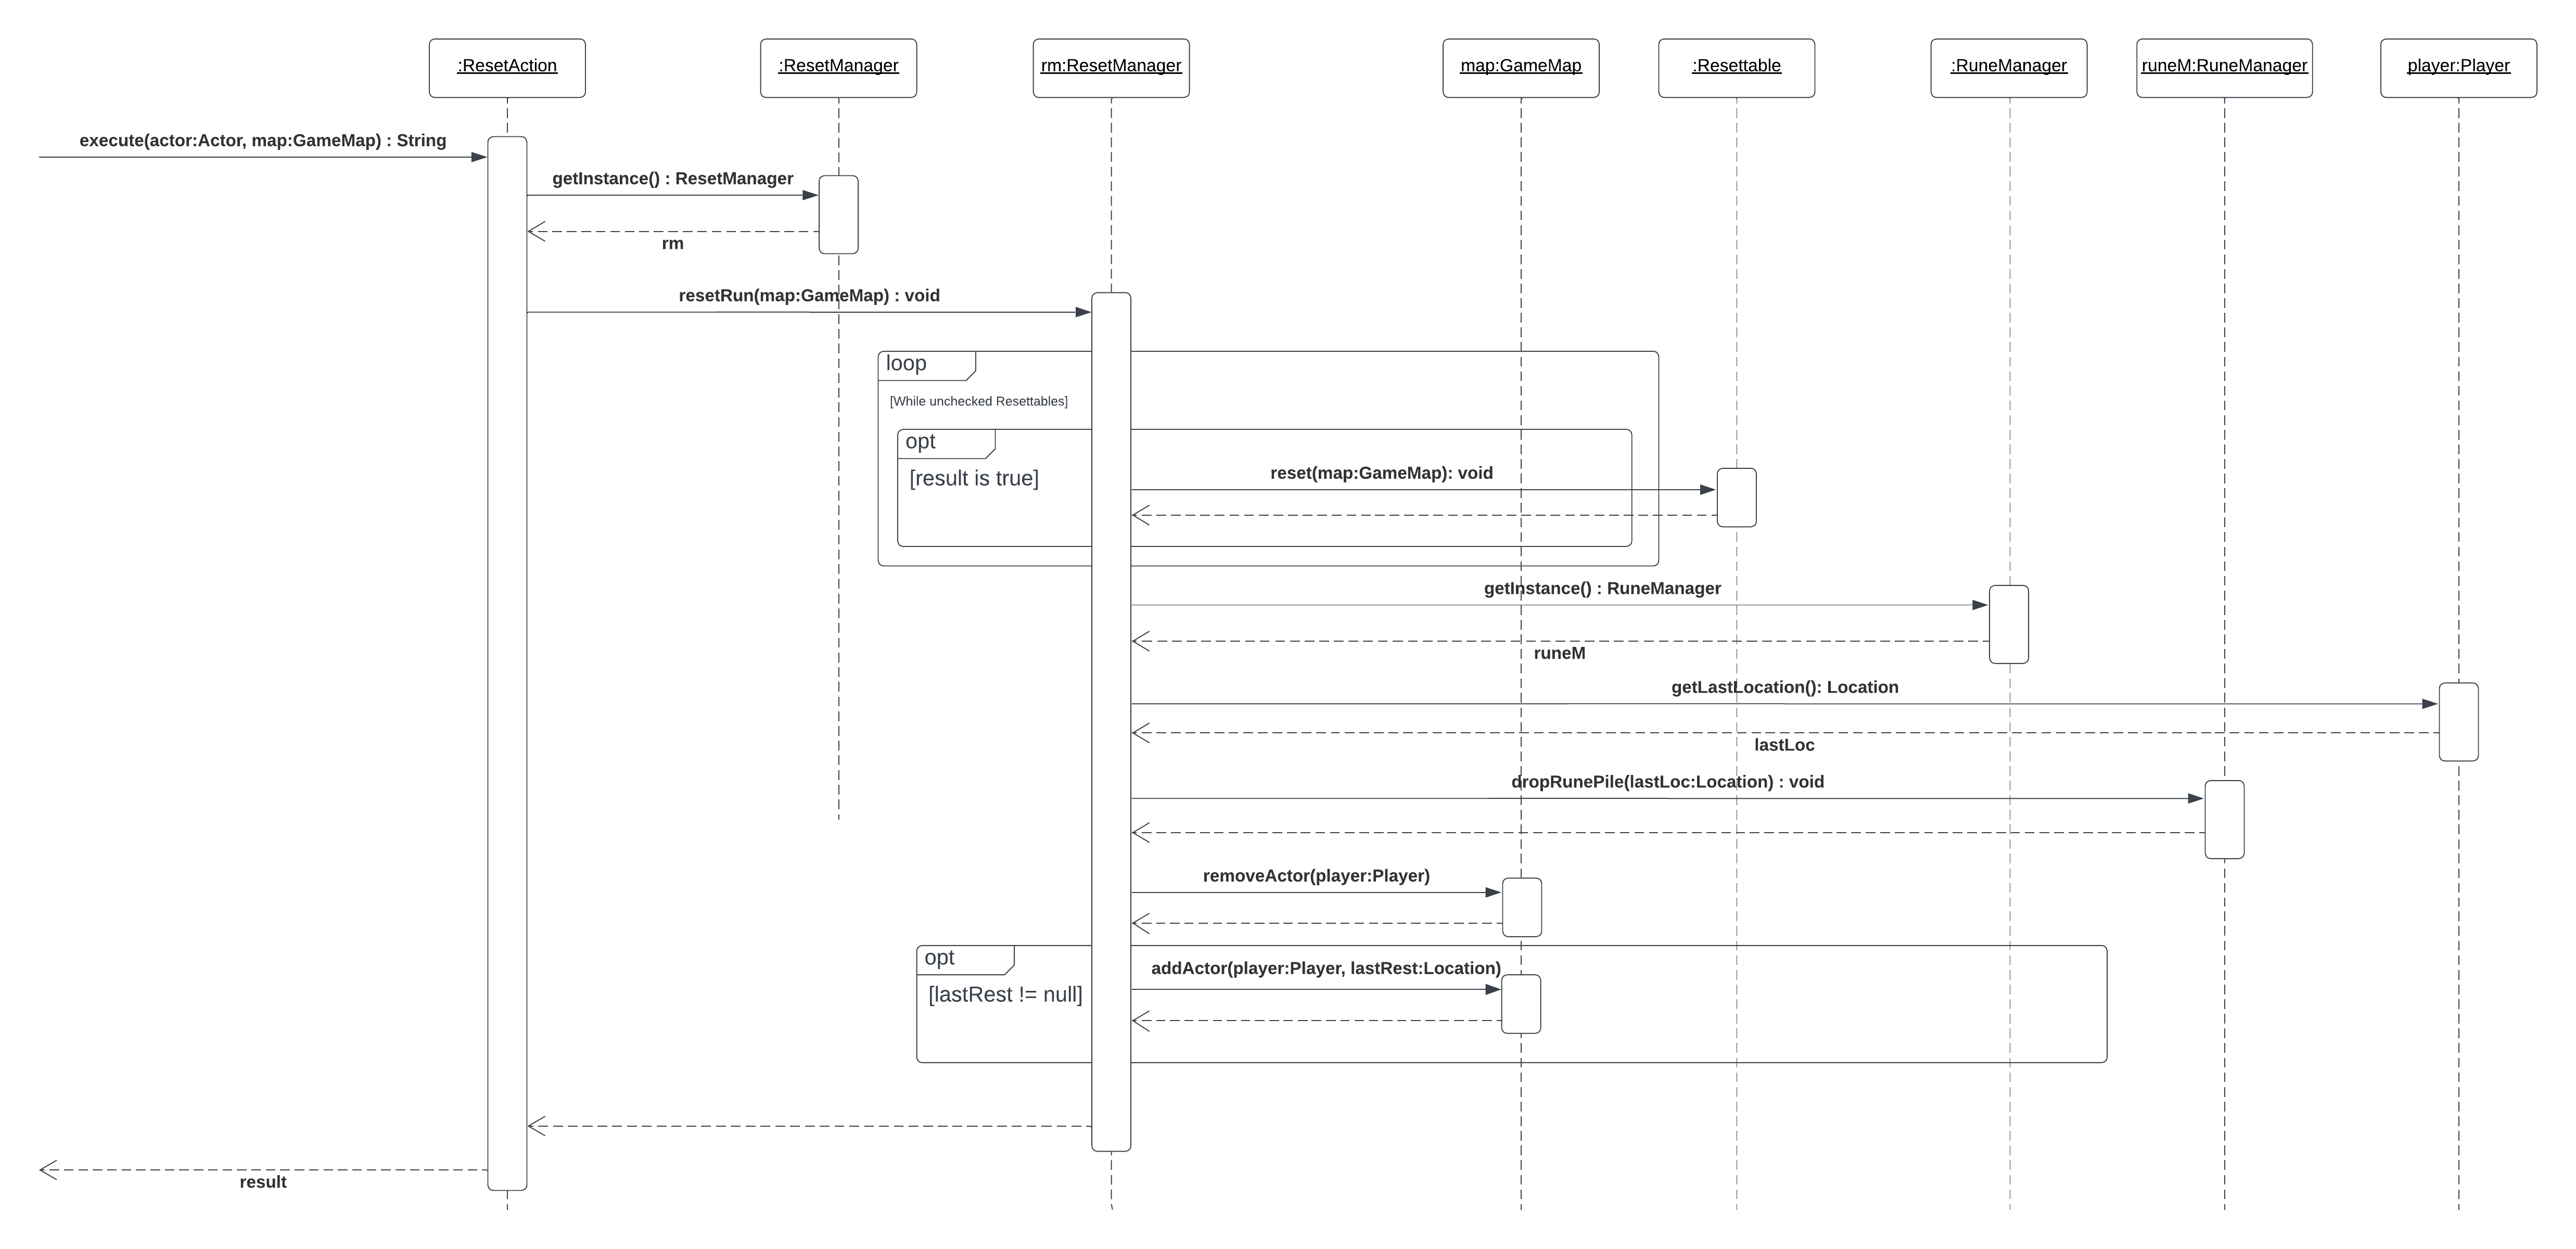 :ResetAction
:ResetManager
rm:ResetManager
map:GameMap
:Resettable
:RuneManager
runeM:RuneManager
player:Player
execute(actor:Actor, map:GameMap) : String
getInstance() : ResetManager
rm
resetRun(map:GameMap) : void
loop
[While unchecked Resettables]
opt
[result is true]
reset(map:GameMap): void
getInstance() : RuneManager
runeM
getLastLocation(): Location
lastLoc
dropRunePile(lastLoc:Location) : void
removeActor(player:Player)
opt
[lastRest != null]
addActor(player:Player, lastRest:Location)
result